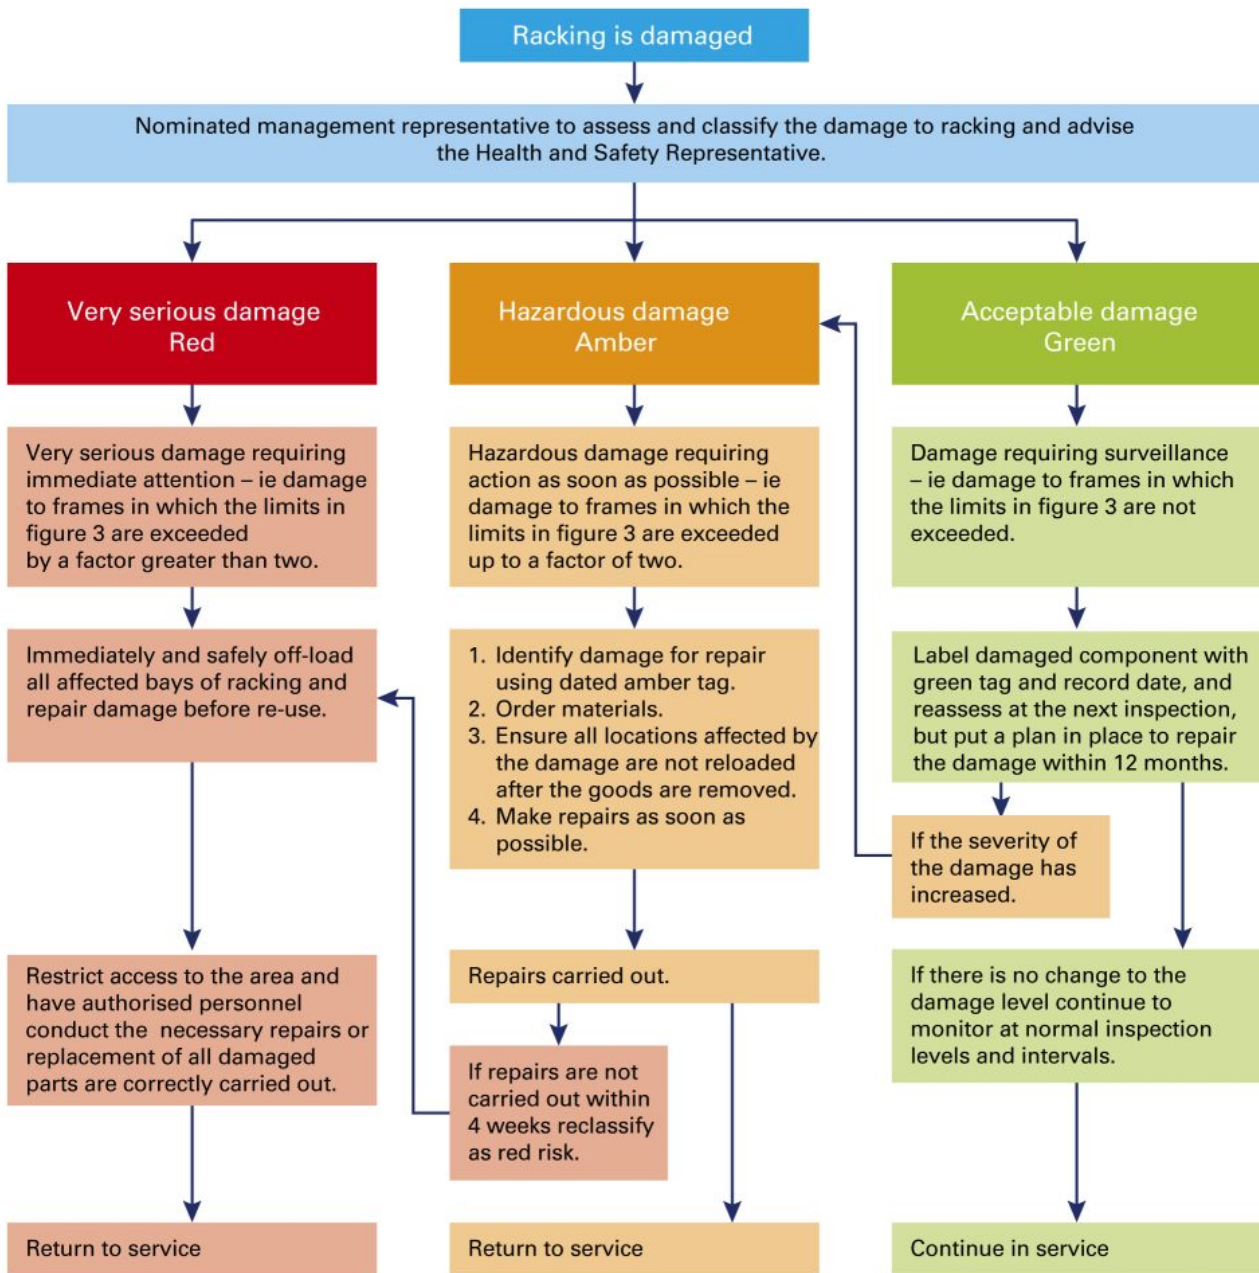 Racking is damaged
Nominated management representative to assess and classify the damage to racking and advise
the Health and Safety Representative.
Very serious damage
Red
Very serious damage requiring
immediate attention – ie damage
to frames in which the limits in
figure 3 are exceeded
by a factor greater than two.
Immediately and safely off-load
all affected bays of racking and
repair damage before re-use.
Restrict access to the area and
have authorised personnel
conduct the necessary repairs or
replacement of all damaged
parts are correctly carried out.
Return to service
Hazardous damage
Amber
Hazardous damage requiring
action as soon as possible – ie
damage to frames in which the
limits in figure 3 are exceeded
up to a factor of two.
1. Identify damage for repair
using dated amber tag.
2. Order materials.
3. Ensure all locations affected by
the damage are not reloaded
after the goods are removed.
4. Make repairs as soon as
possible.
Repairs carried out.
If repairs are not
carried out within
4 weeks reclassify
as red risk.
Return to service
Acceptable damage
Green
Damage requiring surveillance
– ie damage to frames in which
the limits in figure 3 are not
exceeded.
Label damaged component with
green tag and record date, and
reassess at the next inspection,
but put a plan in place to repair
the damage within 12 months.
If the severity of
the damage has
increased.
If there is no change to the
damage level continue to
monitor at normal inspection
levels and intervals.
Continue in service